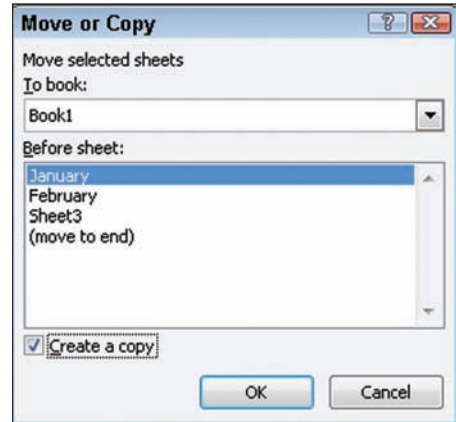 Move or Copy
Move selected sheets
To book:
Book1
Before sheet:
January
February
Sheet3
(move to end)
Create a copy
OK Cancel